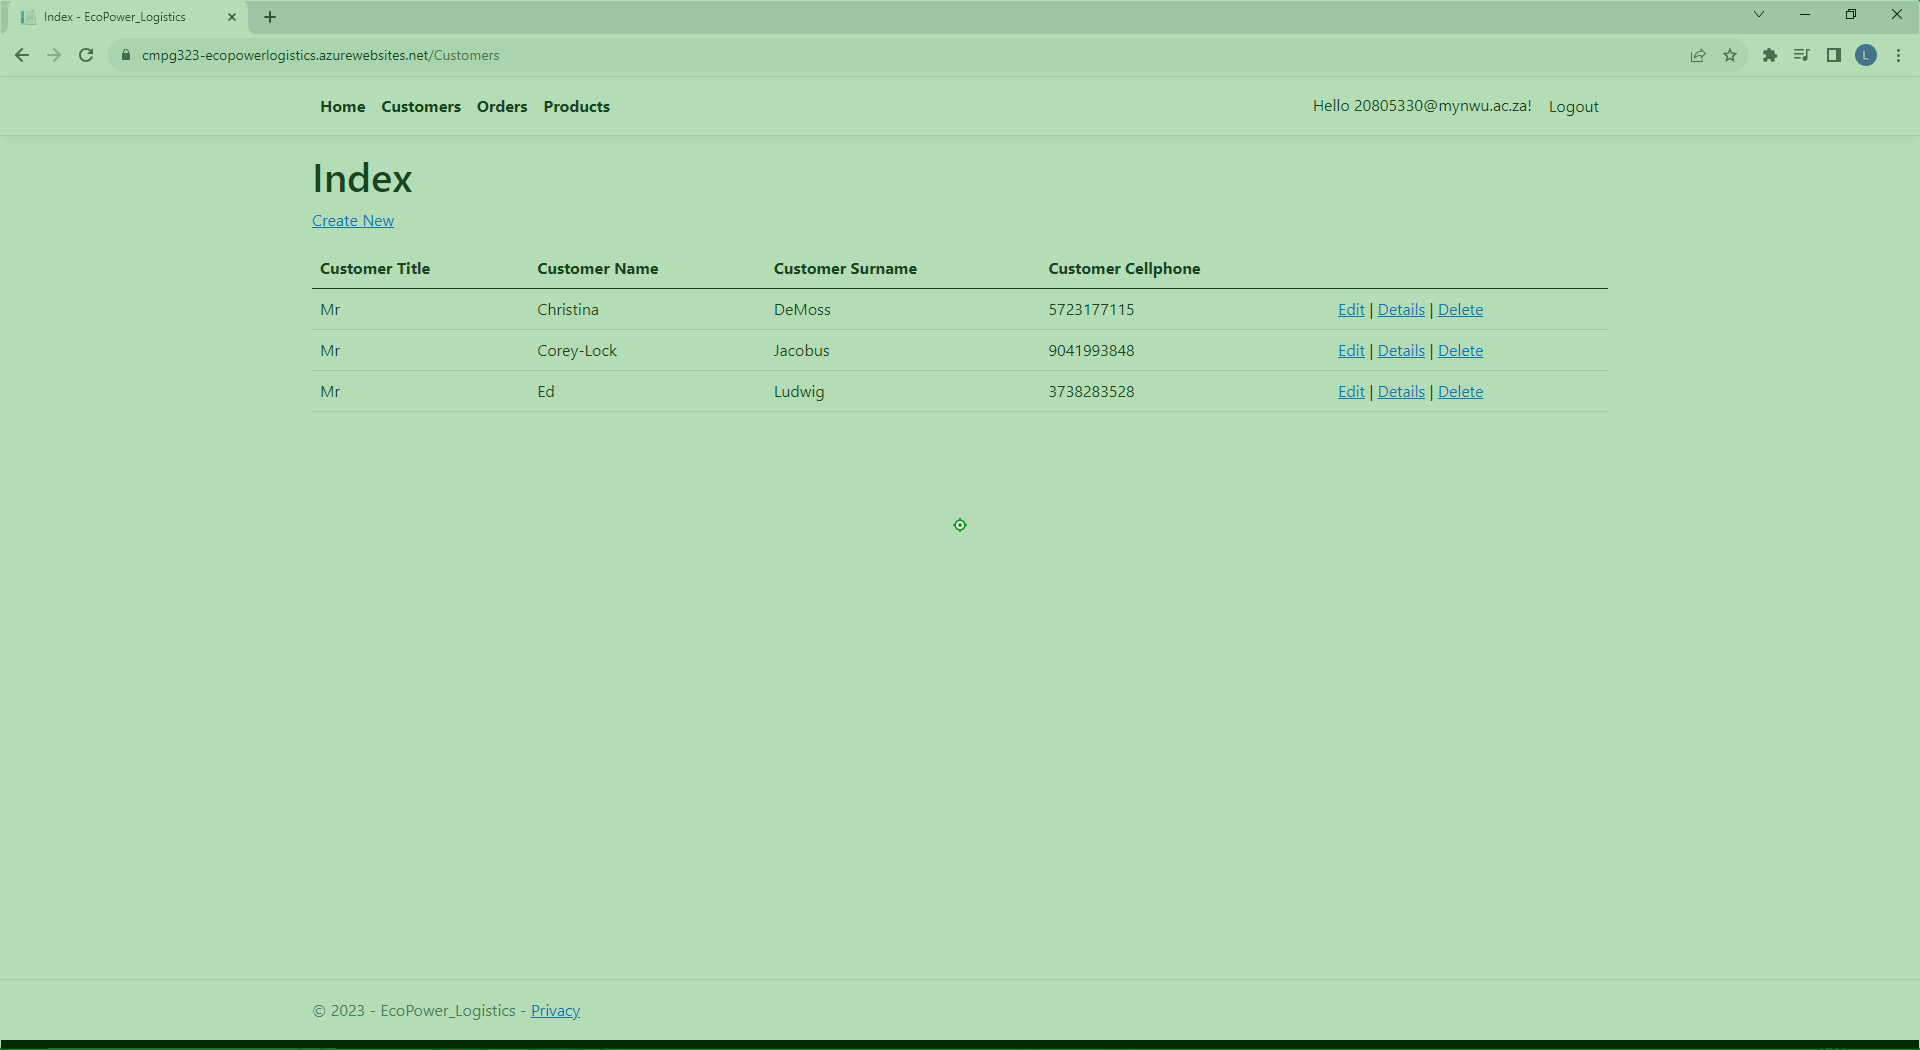 Index - EcoPower_Logistics
cmpg323-ecopowerlogistics.azurewebsites.net/Customers
L
Home Customers Orders Products Hello 20805330@mynwu.ac.za! Logout
Index
Create New
Customer Title Customer Name Customer Surname Customer Cellphone
Mr Christina DeMoss 5723177115 Edit | Details | Delete
Mr Corey-Lock Jacobus 9041993848 Edit | Details | Delete
Mr Ed Ludwig 3738283528 Edit | Details | Delete
© 2023 - EcoPower_Logistics - Privacy